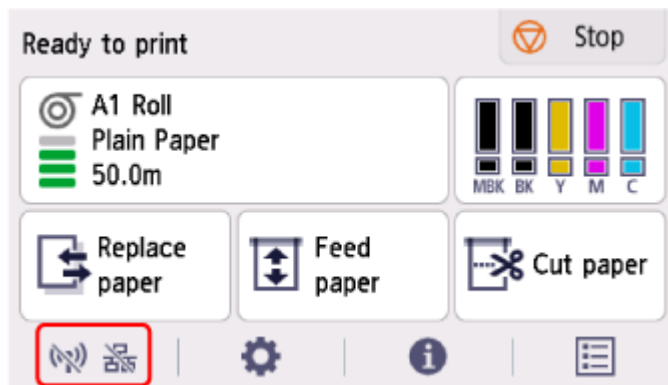 Ready to print
Stop
A1 Roll
Plain Paper
50.0m
MBK BK Y M C
Replace
paper
Feed
paper
Cut paper